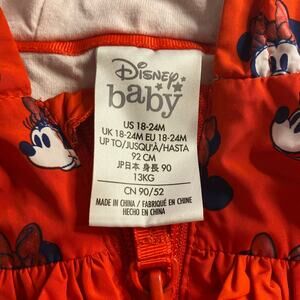 Disney
baby
US 18-24M
UK 18-24M EU 18-24M
UP TO/JUSQU'À/HASTA
92 CM
JP日本 身長 90
13KG
CN 90/52
MADE IN CHINA / FABRIQUÉ EN CHINE
HECHO EN CHINA